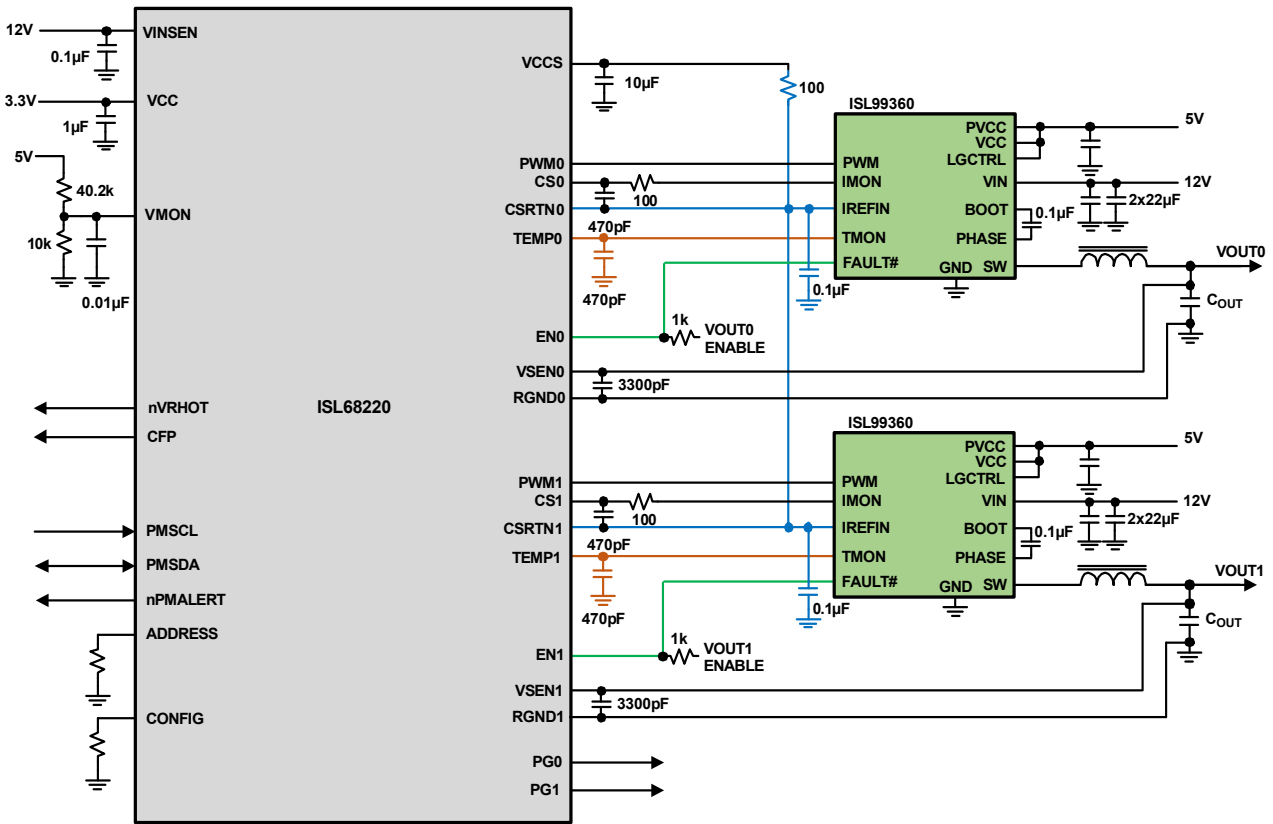 12V
VINSEN
0.1µF
VCCS
10µF
100
3.3V
VCC
1µF
5V
40.2k
VMON
10k
0.01µF
ISL99360
PVCC
5V
VCC
LGCTRL
PWM0
PWM
CS0
100
IMON
VIN
12V
2x22µF
CSRTN0
470pF
IREFIN
BOOT
0.1µF
TEMP0
TMON
PHASE
470pF
FAULT#
GND
SW
VOUT0
0.1µF
COUT
EN0
1k
VOUT0
ENABLE
VSEN0
3300pF
RGND0
nVRHOT
ISL68220
CFP
ISL99360
PVCC
5V
VCC
LGCTRL
PWM1
PWM
CS1
100
IMON
VIN
12V
2x22µF
CSRTN1
470pF
IREFIN
BOOT
0.1µF
TEMP1
TMON
PHASE
470pF
FAULT#
GND
SW
VOUT1
0.1µF
COUT
PMSCL
PMSDA
nPMALERT
ADDRESS
EN1
1k
VOUT1
ENABLE
VSEN1
3300pF
RGND1
CONFIG
PG0
PG1